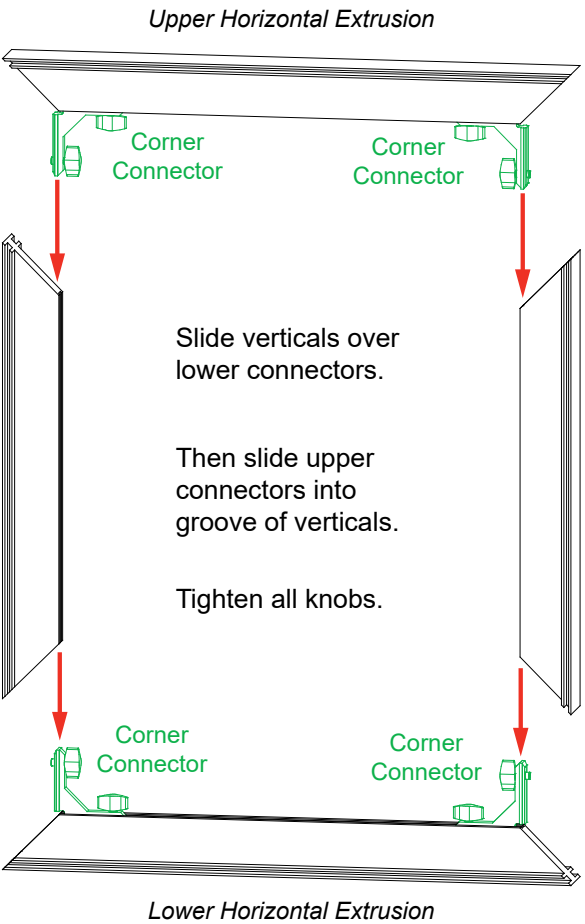 Upper Horizontal Extrusion
Corner
Connector
Corner
Connector
Slide verticals over
lower connectors.
Then slide upper
connectors into
groove of verticals.
Tighten all knobs.
Corner
Connector
Corner
Connector
Lower Horizontal Extrusion